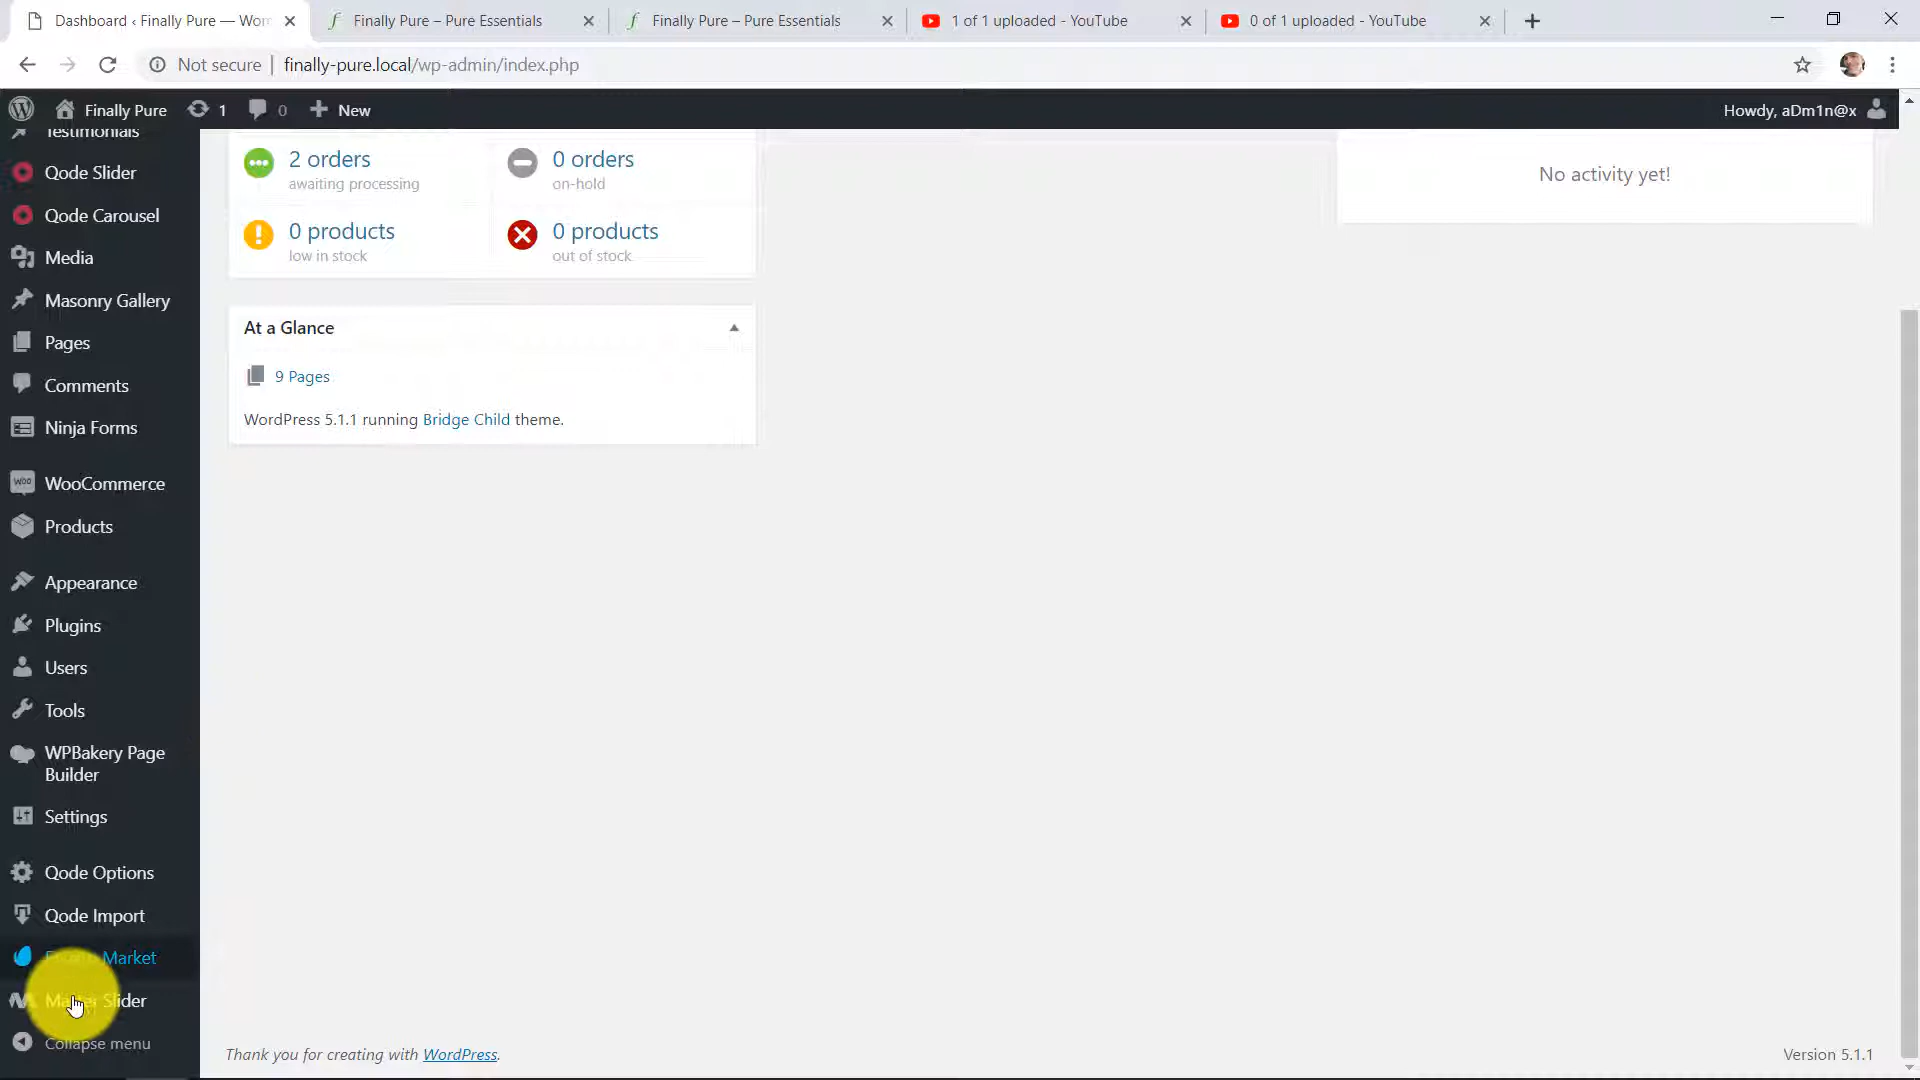 Dashboard ‹ Finally Pure — Wor
Finally Pure – Pure Essentials
Finally Pure – Pure Essentials
1 of 1 uploaded - YouTube
0 of 1 uploaded - YouTube
Not secure
finally-pure.local/wp-admin/index.php
Finally Pure
1
0
New
Howdy, aDm1n@x
Testimonials
Qode Slider
Qode Carousel
Media
Masonry Gallery
Pages
Comments
Ninja Forms
WooCommerce
Products
Appearance
Plugins
Users
Tools
WPBakery Page
Builder
Settings
Qode Options
Qode Import
Market
Slider
Collapse menu
2 orders
awaiting processing
0 orders
on-hold
0 products
low in stock
0 products
out of stock
At a Glance
9 Pages
WordPress 5.1.1 running Bridge Child theme.
No activity yet!
Thank you for creating with WordPress.
Version 5.1.1